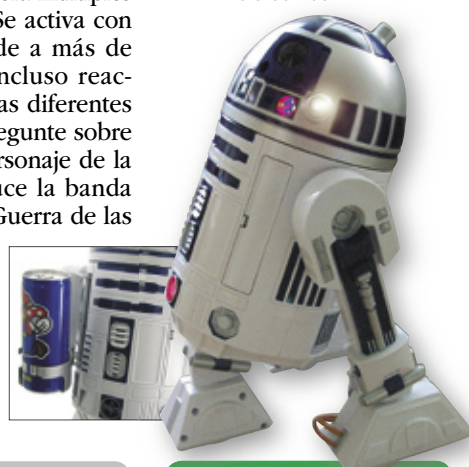 Se activa con
de a más de
ncluso reac-
as diferentes
egunte sobre
rsonaje de la
uce la banda
Guerra de las